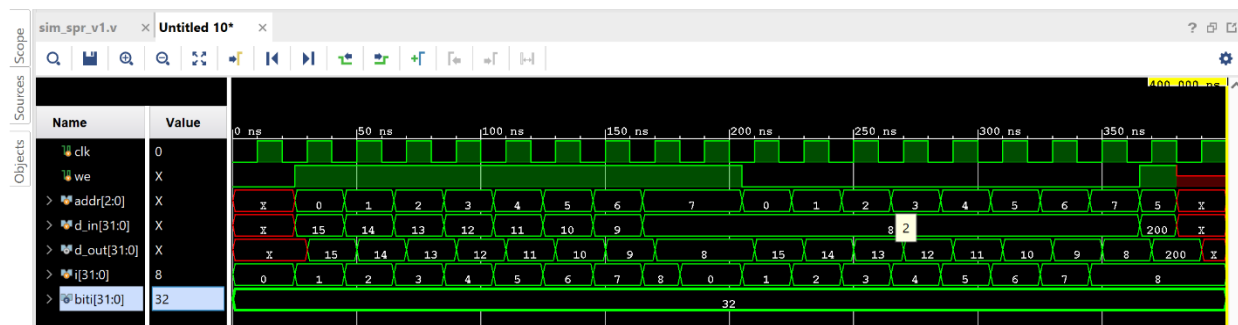 sim_spr_v1.v × Untitled 10* × ?
Scope
Sources
Objects
400.000 ns
Name Value
0 ns 50 ns 100 ns 150 ns 200 ns 250 ns 300 ns 350 ns
clk 0
we X
> addr[2:0] X X 0 1 2 3 4 5 6 7 0 1 2 3 4 5 6 7 5 X
> d_in[31:0] X X 15 14 13 12 11 10 9 8 2 200 X
> d_out[31:0] X X 15 14 13 12 11 10 9 8 15 14 13 12 11 10 9 8 200 X
> i[31:0] 8 0 1 2 3 4 5 6 7 8 0 1 2 3 4 5 6 7 8
> biti[31:0] 32 32